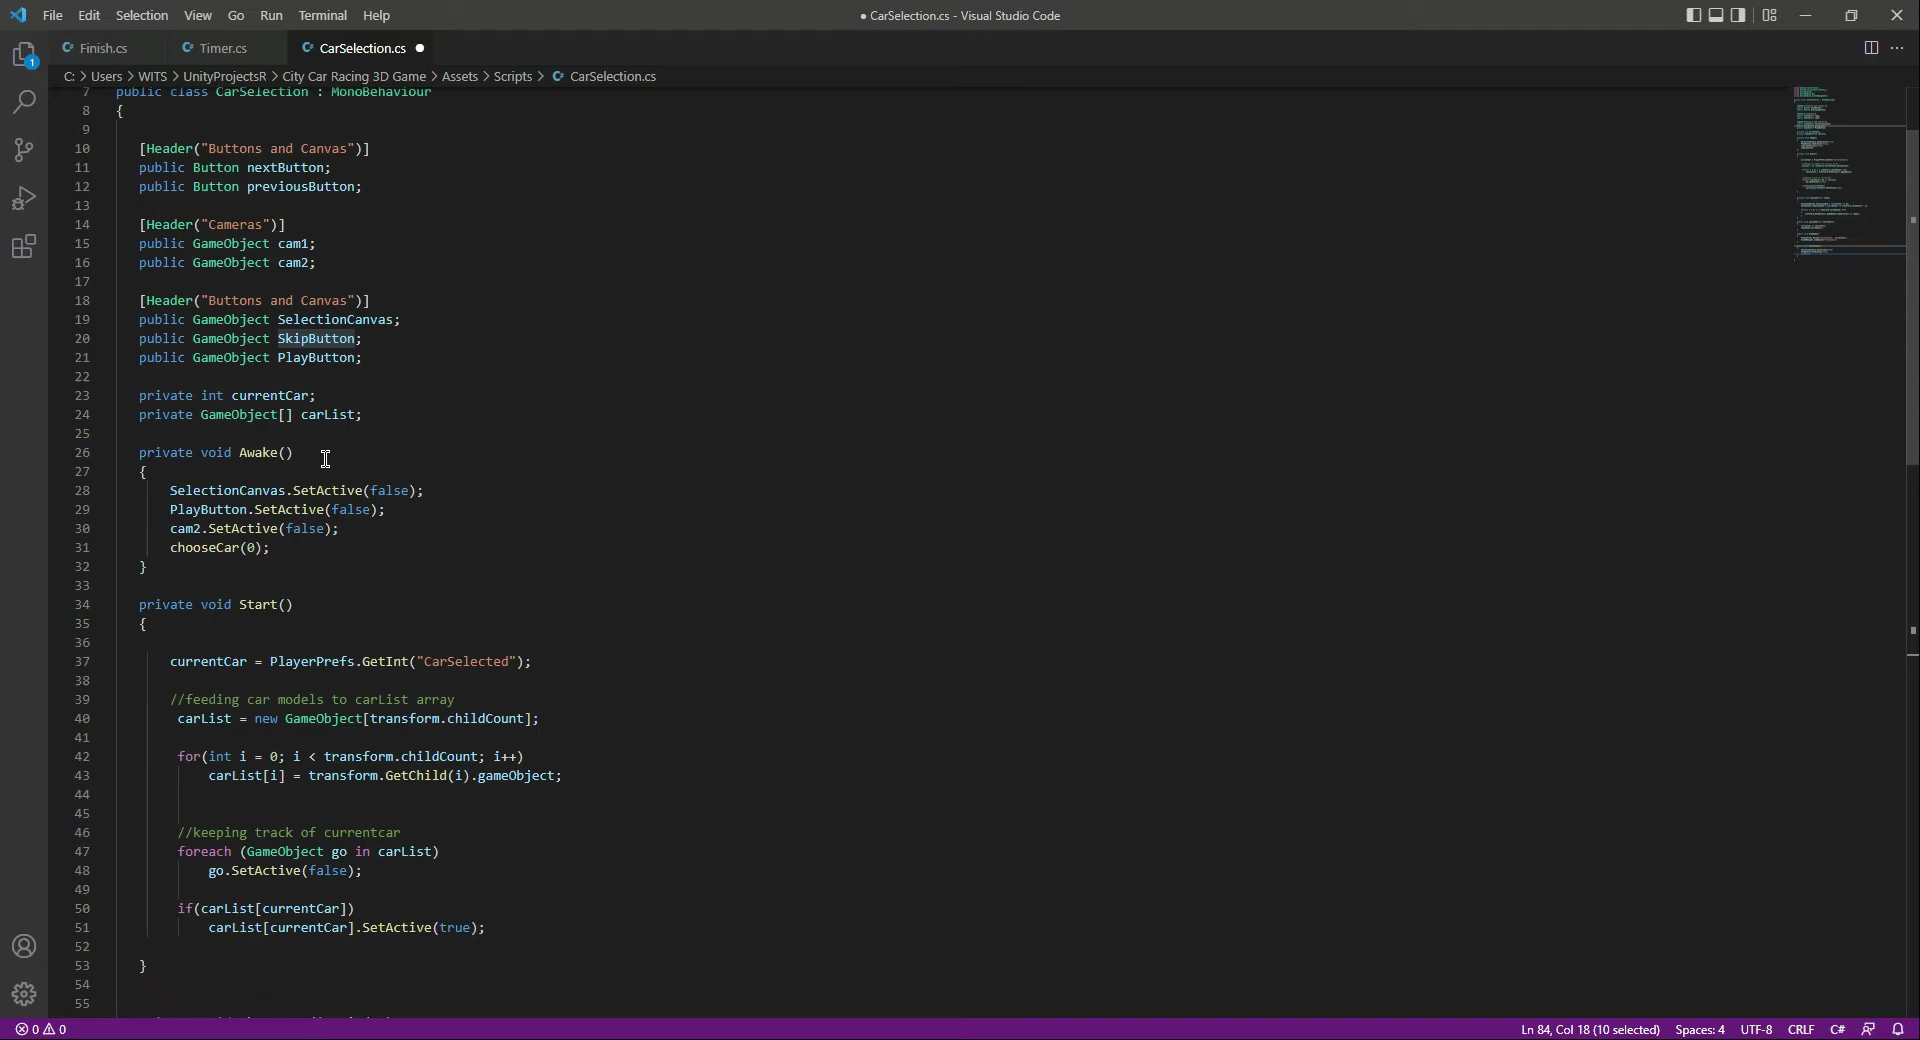 File Edit Selection View Go Run Terminal Help
● CarSelection.cs - Visual Studio Code
Finish.cs
Timer.cs
CarSelection.cs
C: > Users > WITS > UnityProjectsR > City Car Racing 3D Game > Assets > Scripts > CarSelection.cs
1
7 public class CarSelection : MonoBehaviour
8 {
9
10 [Header("Buttons and Canvas")]
11 public Button nextButton;
12 public Button previousButton;
13
14 [Header("Cameras")]
15 public GameObject cam1;
16 public GameObject cam2;
17
18 [Header("Buttons and Canvas")]
19 public GameObject SelectionCanvas;
20 public GameObject SkipButton;
21 public GameObject PlayButton;
22
23 private int currentCar;
24 private GameObject[] carList;
25
26 private void Awake()
27 {
28 SelectionCanvas.SetActive(false);
29 PlayButton.SetActive(false);
30 cam2.SetActive(false);
31 chooseCar(0);
32 }
33
34 private void Start()
35 {
36
37 currentCar = PlayerPrefs.GetInt("CarSelected");
38
39 //feeding car models to carList array
40 carList = new GameObject[transform.childCount];
41
42 for(int i = 0; i < transform.childCount; i++)
43 carList[i] = transform.GetChild(i).gameObject;
44
45
46 //keeping track of currentcar
47 foreach (GameObject go in carList)
48 go.SetActive(false);
49
50 if(carList[currentCar])
51 carList[currentCar].SetActive(true);
52
53 }
54
55
0 0
Ln 84, Col 18 (10 selected) Spaces: 4 UTF-8 CRLF C#